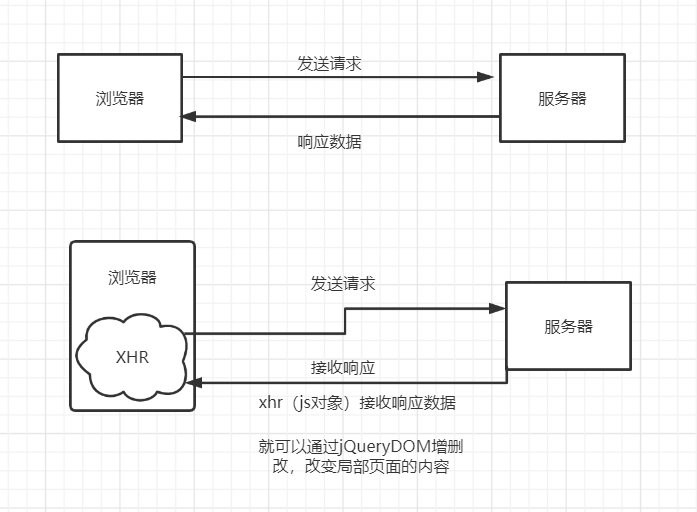 发送请求
浏览器
服务器
响应数据
浏览器
发送请求
服务器
XHR
接收响应
xhr（js对象）接收响应数据
就可以通过jQueryDOM增删
改，改变局部页面的内容